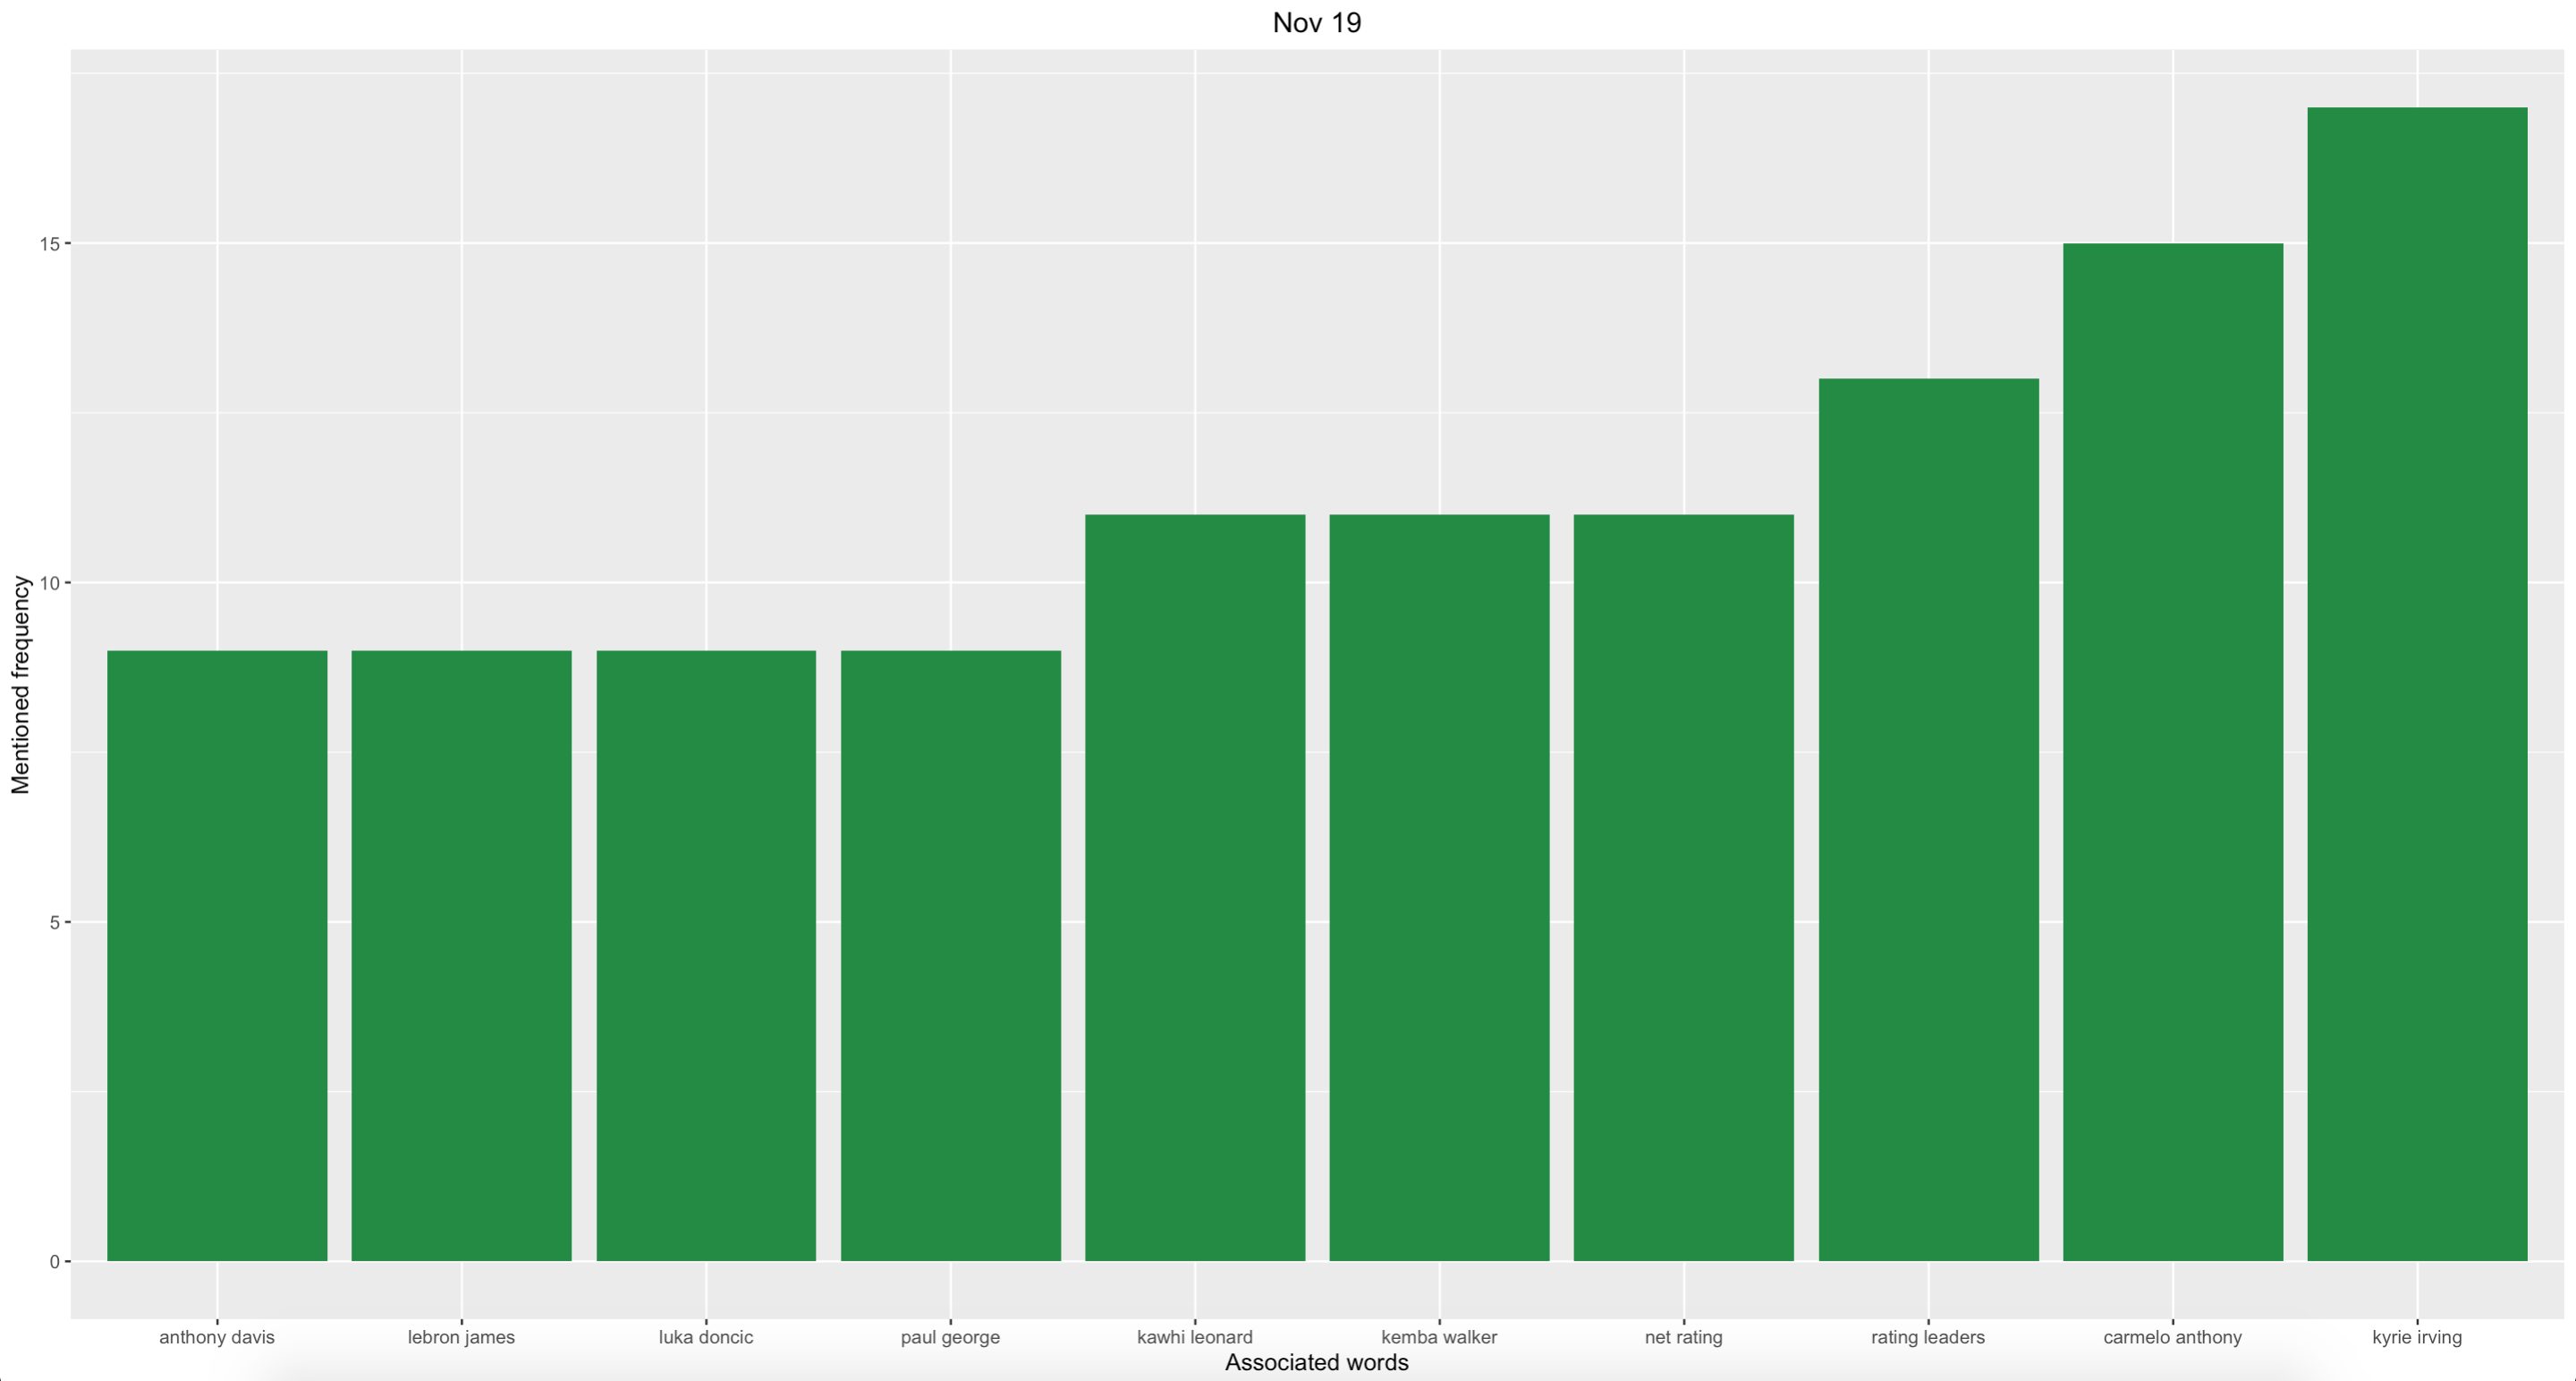 Nov 19
Mentioned frequency
15
10
5
0
anthony davis lebron james luka doncic paul george kawhi leonard kemba walker net rating rating leaders carmelo anthony kyrie irving
Associated words